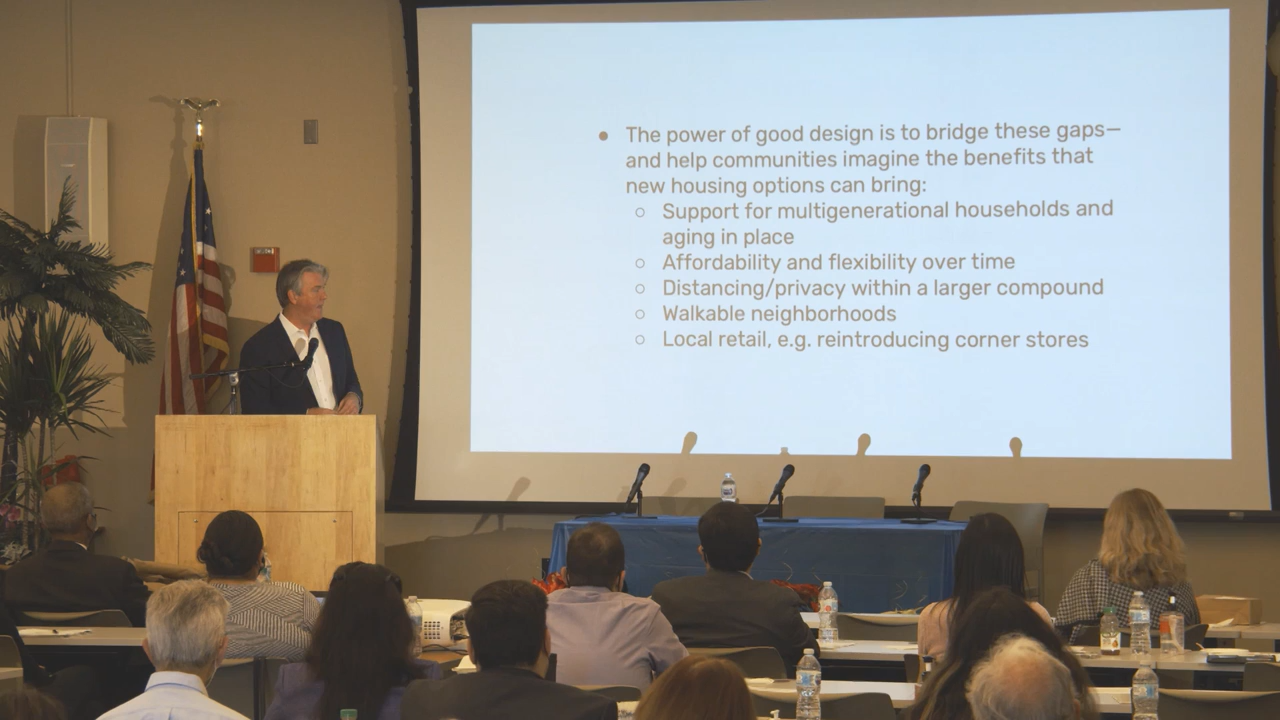 ● The power of good design is to bridge these gaps—
and help communities imagine the benefits that
new housing options can bring:
○ Support for multigenerational households and
aging in place
○ Affordability and flexibility over time
○ Distancing/privacy within a larger compound
○ Walkable neighborhoods
○ Local retail, e.g. reintroducing corner stores